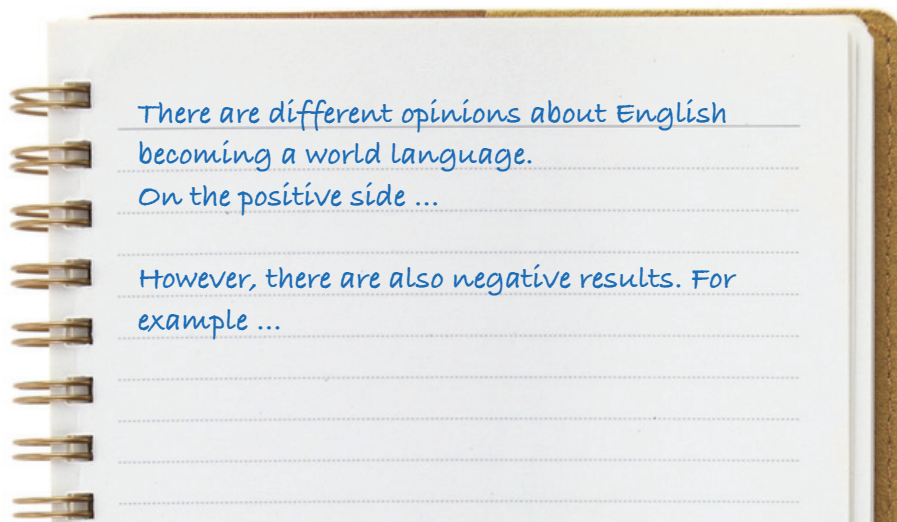 There are different opinions about English
becoming a world language.
On the positive side ...
However, there are also negative results. For
example ...